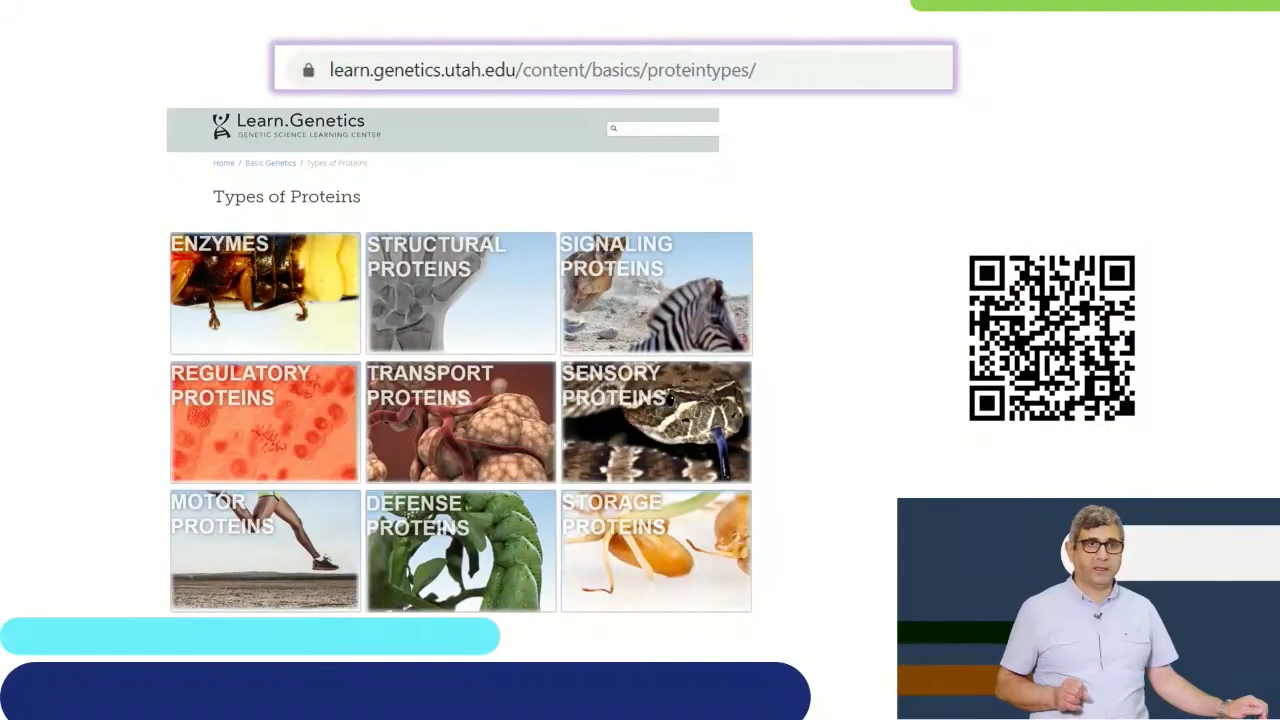 learn.genetics.utah.edu/content/basics/proteintypes/
Learn.Genetics
GENETIC SCIENCE LEARNING CENTER
Home / Basic Genetics / Types of Proteins
Types of Proteins
ENZYMES
STRUCTURAL
PROTEINS
SIGNALING
PROTEINS
REGULATORY
PROTEINS
TRANSPORT
PROTEINS
SENSORY
PROTEINS
MOTOR
PROTEINS
DEFENSE
PROTEINS
STORAGE
PROTEINS